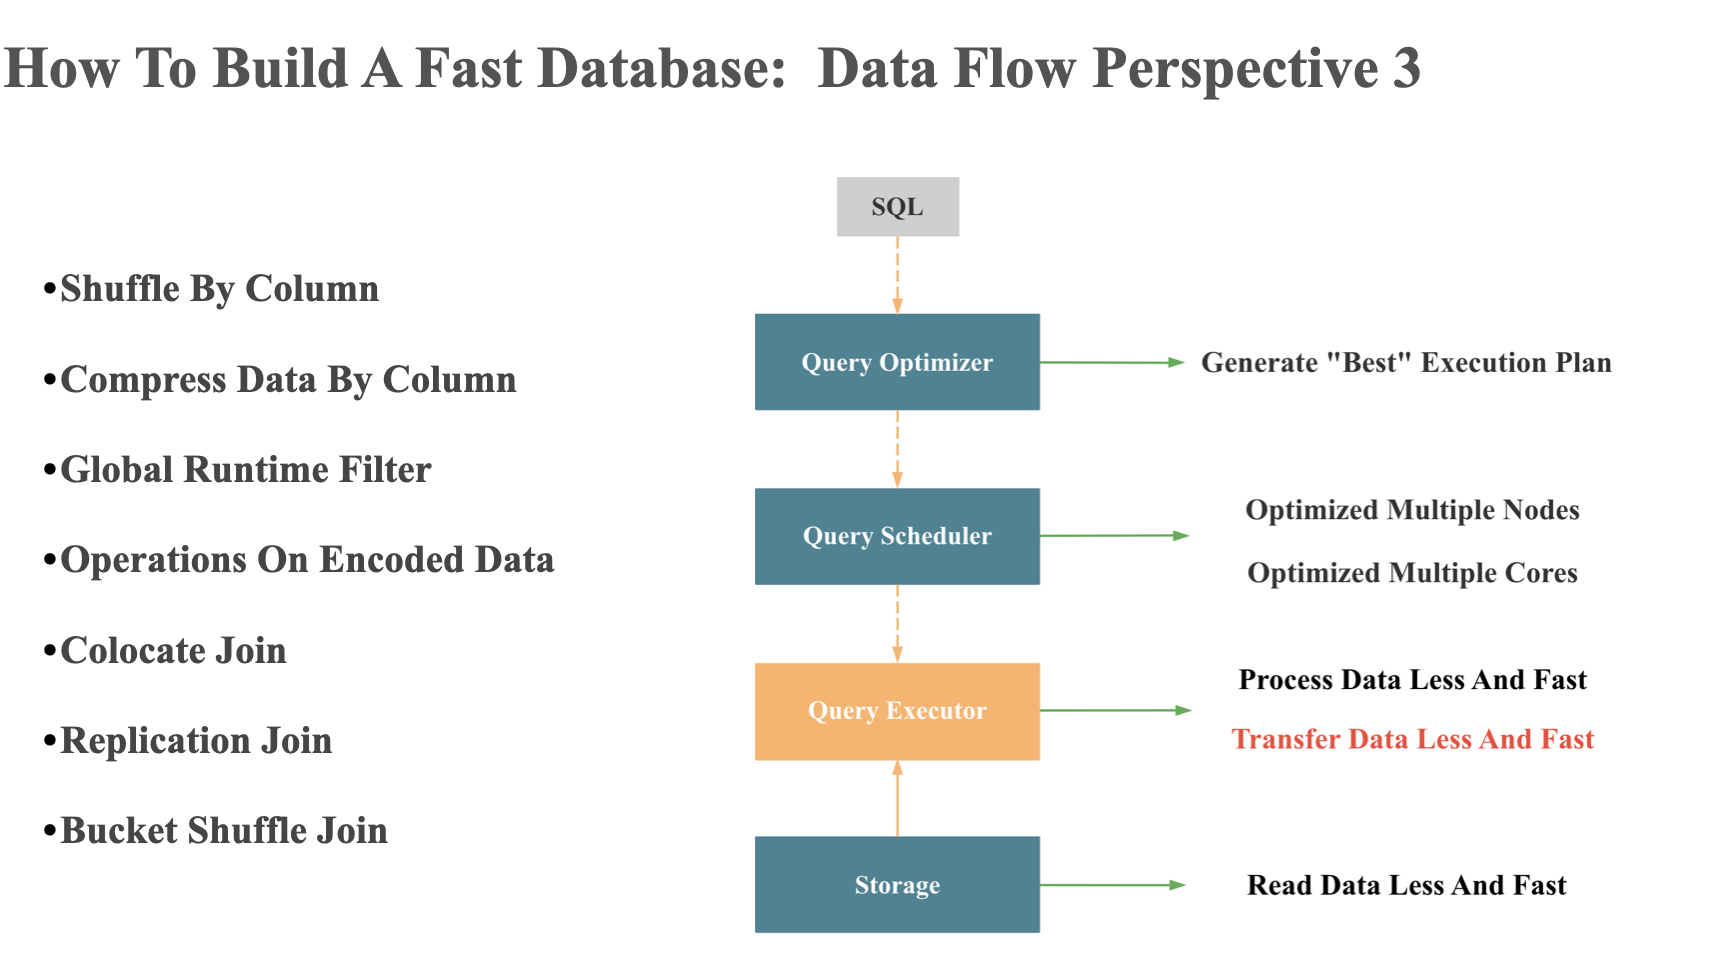 How To Build A Fast Database:  Data Flow Perspective 3
•Shuffle By Column
•Compress Data By Column
•Global Runtime Filter
•Operations On Encoded Data
•Colocate Join
•Replication Join
•Bucket Shuffle Join
SQL
Query Optimizer
Generate "Best" Execution Plan
Query Scheduler
Optimized Multiple Nodes
Optimized Multiple Cores
Query Executor
Process Data Less And Fast
Transfer Data Less And Fast
Storage
Read Data Less And Fast